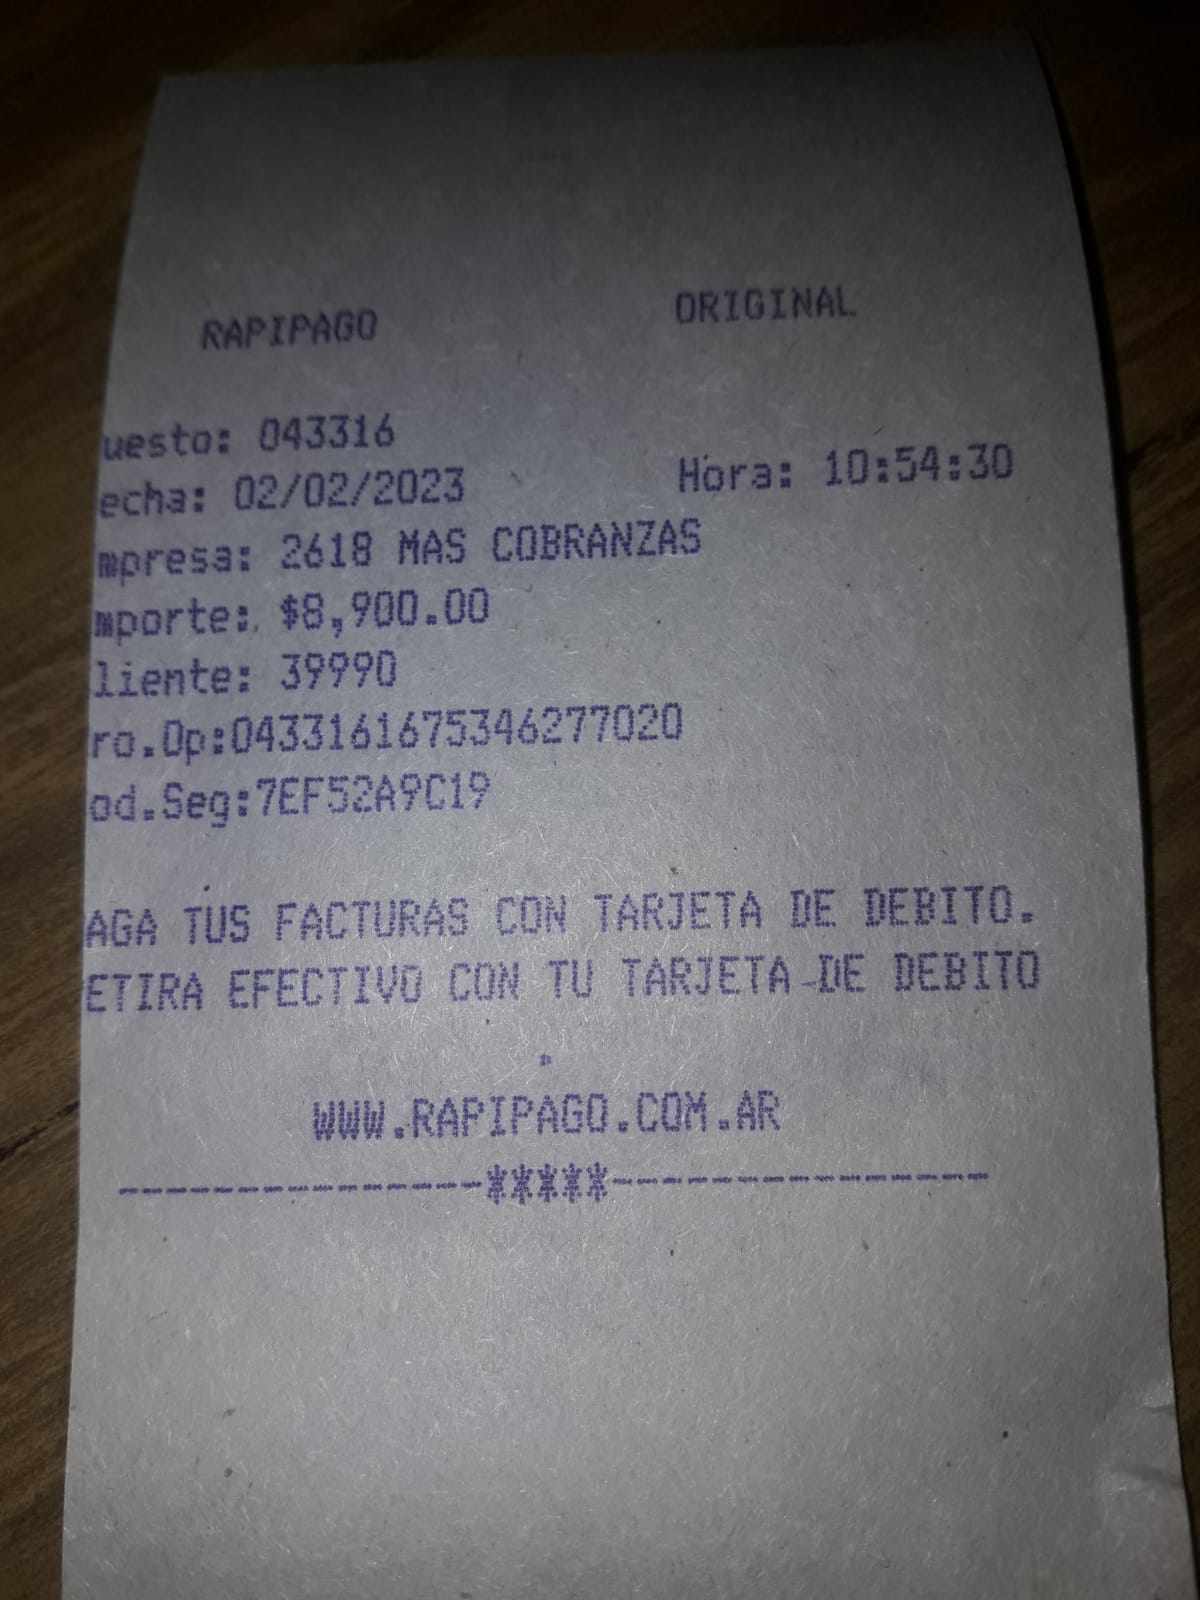 RAPIPAGO ORIGINAL
uesto: 043316
echa: 02/02/2023 Hora: 10:54:30
mpresa: 2618 MAS COBRANZAS
mporte: $8,900.00
liente: 39990
ro.Op:0433161675346277020
od.Seg:7EF52A9C19
AGA TUS FACTURAS CON TARJETA DE DEBITO.
ETIRA EFECTIVO CON TU TARJETA DE DEBITO
.
WWW.RAPIPAGO.COM.AR
---------------*****----------------